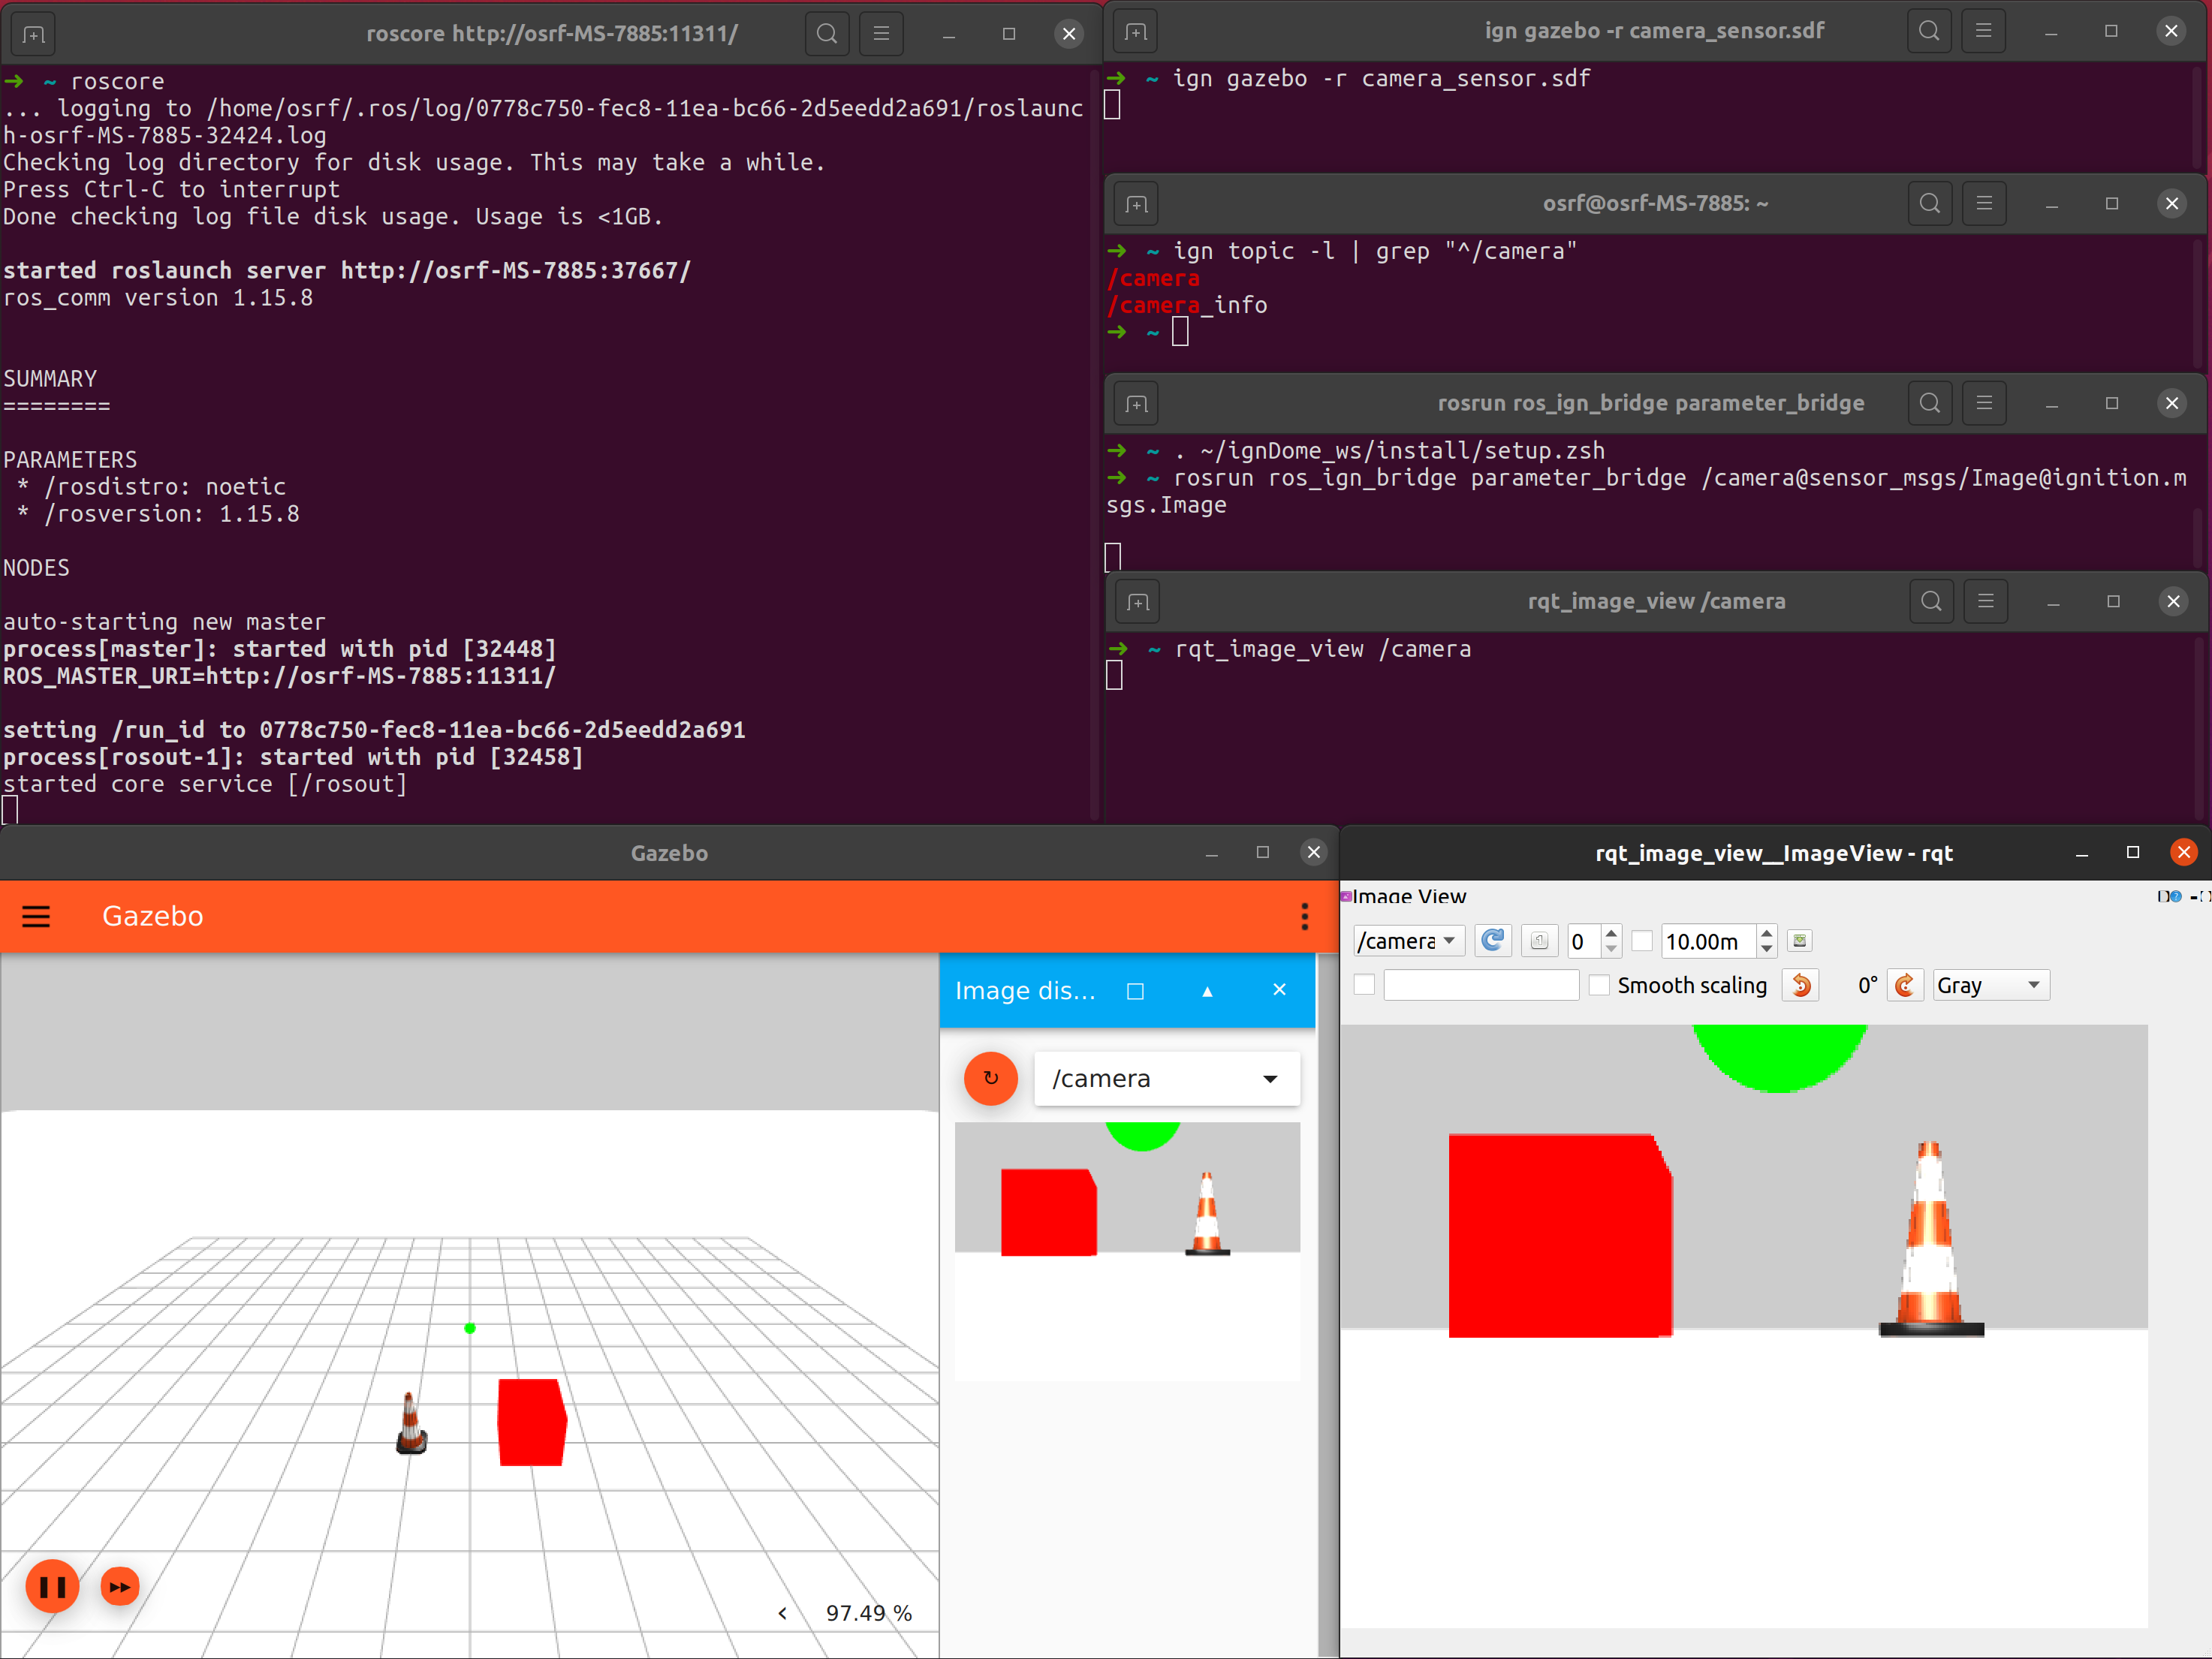 roscore http://osrf-MS-7885:11311/
➜ ~ roscore
... logging to /home/osrf/.ros/log/0778c750-fec8-11ea-bc66-2d5eedd2a691/roslaunc
h-osrf-MS-7885-32424.log
Checking log directory for disk usage. This may take a while.
Press Ctrl-C to interrupt
Done checking log file disk usage. Usage is <1GB.
started roslaunch server http://osrf-MS-7885:37667/
ros_comm version 1.15.8
SUMMARY
========
PARAMETERS
* /rosdistro: noetic
* /rosversion: 1.15.8
NODES
auto-starting new master
process[master]: started with pid [32448]
ROS_MASTER_URI=http://osrf-MS-7885:11311/
setting /run_id to 0778c750-fec8-11ea-bc66-2d5eedd2a691
process[rosout-1]: started with pid [32458]
started core service [/rosout]
ign gazebo -r camera_sensor.sdf
➜ ~ ign gazebo -r camera_sensor.sdf
osrf@osrf-MS-7885: ~
➜ ~ ign topic -l | grep "^/camera"
/camera
/camera_info
➜ ~
rosrun ros_ign_bridge parameter_bridge
➜ ~ . ~/ignDome_ws/install/setup.zsh
➜ ~ rosrun ros_ign_bridge parameter_bridge /camera@sensor_msgs/Image@ignition.m
sgs.Image
rqt_image_view /camera
➜ ~ rqt_image_view /camera
Gazebo
Gazebo
Image dis...
/camera
97.49 %
rqt_image_view__ImageView - rqt
Image View
/camera
0
10.00m
Smooth scaling
0°
Gray